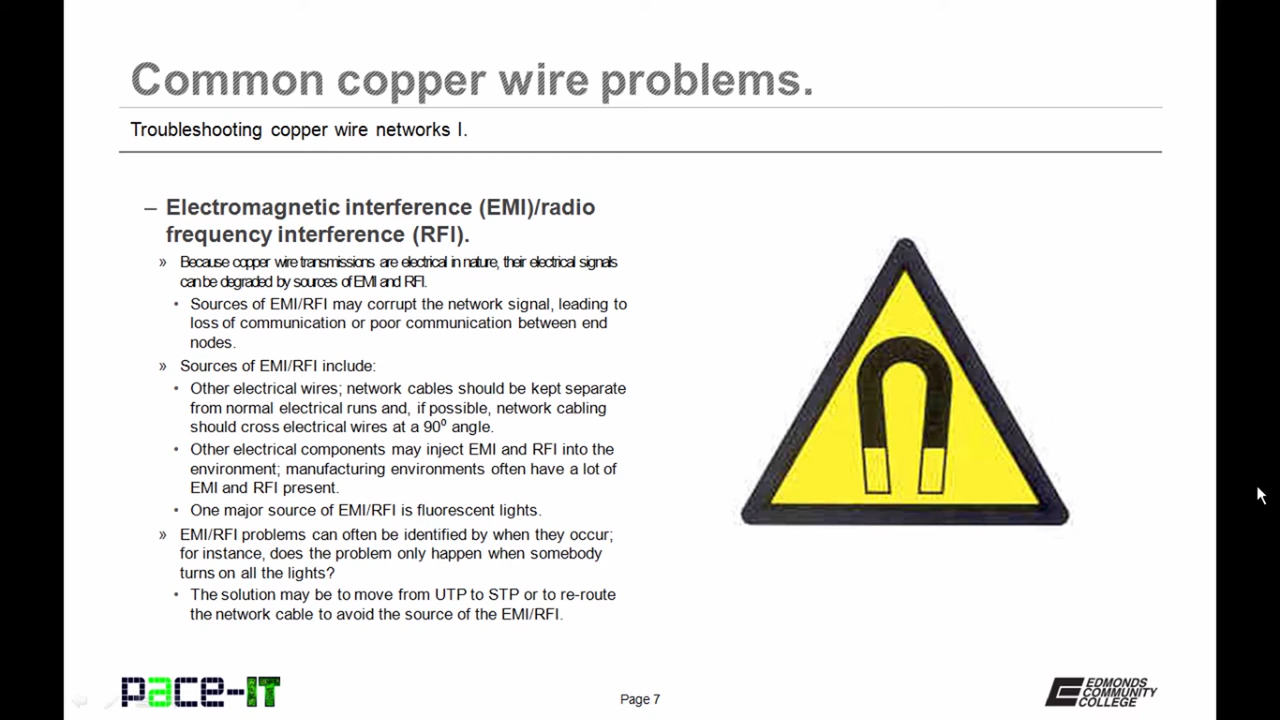 Common copper wire problems.
Troubleshooting copper wire networks I.
– Electromagnetic interference (EMI)/radio
frequency interference (RFI).
» Because copper wire transmissions are electrical in nature, their electrical signals
can be degraded by sources of EMI and RFI.
• Sources of EMI/RFI may corrupt the network signal, leading to
loss of communication or poor communication between end
nodes.
» Sources of EMI/RFI include:
• Other electrical wires; network cables should be kept separate
from normal electrical runs and, if possible, network cabling
should cross electrical wires at a 90⁰ angle.
• Other electrical components may inject EMI and RFI into the
environment; manufacturing environments often have a lot of
EMI and RFI present.
• One major source of EMI/RFI is fluorescent lights.
» EMI/RFI problems can often be identified by when they occur;
for instance, does the problem only happen when somebody
turns on all the lights?
• The solution may be to move from UTP to STP or to re-route
the network cable to avoid the source of the EMI/RFI.
pace-IT
Page 7
EDMONDS
COMMUNITY
COLLEGE